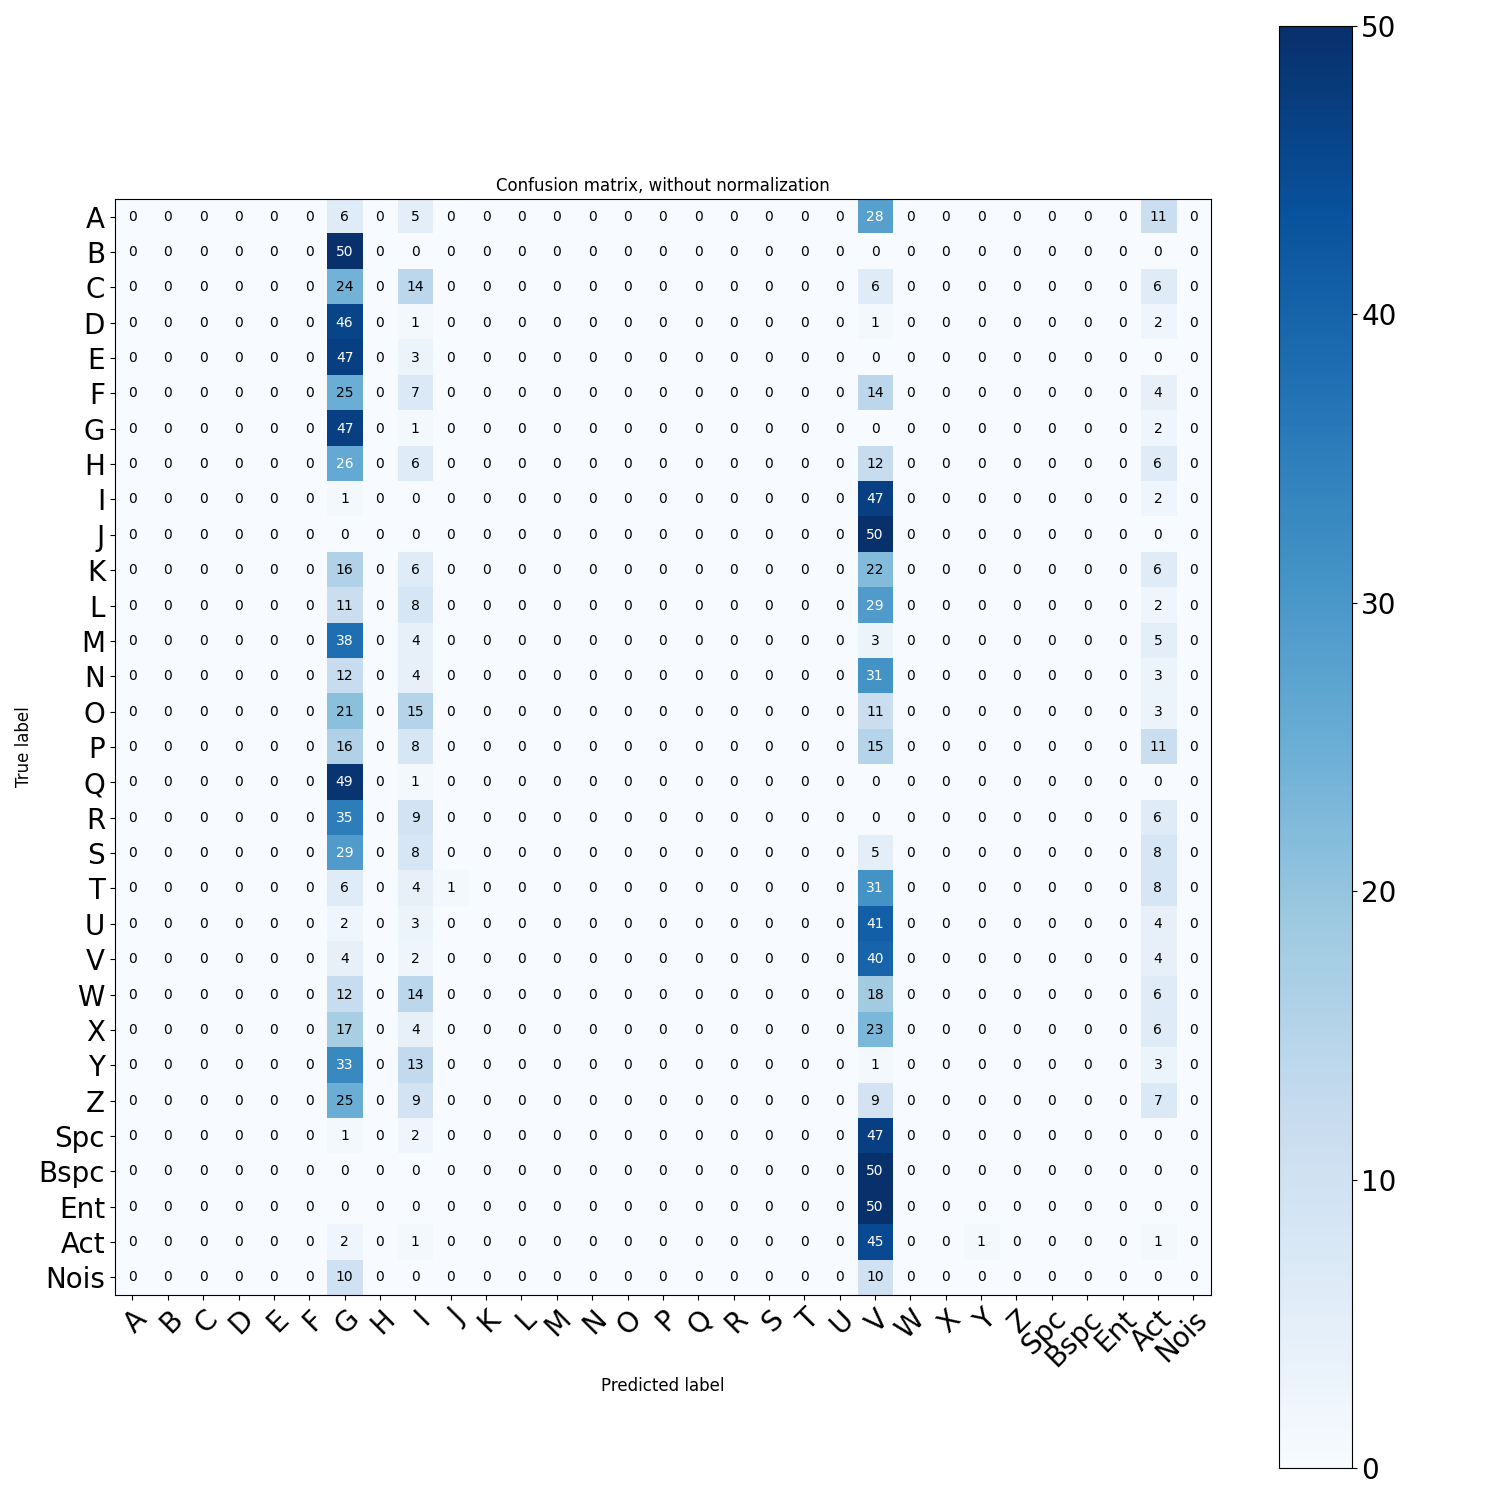 Confusion matrix, without normalization
50
40
30
20
10
0
True label
A 0 0 0 0 0 0 6 0 5 0 0 0 0 0 0 0 0 0 0 0 0 28 0 0 0 0 0 0 0 11 0
B 0 0 0 0 0 0 50 0 0 0 0 0 0 0 0 0 0 0 0 0 0 0 0 0 0 0 0 0 0 0 0
C 0 0 0 0 0 0 24 0 14 0 0 0 0 0 0 0 0 0 0 0 0 6 0 0 0 0 0 0 0 6 0
D 0 0 0 0 0 0 46 0 1 0 0 0 0 0 0 0 0 0 0 0 0 1 0 0 0 0 0 0 0 2 0
E 0 0 0 0 0 0 47 0 3 0 0 0 0 0 0 0 0 0 0 0 0 0 0 0 0 0 0 0 0 0 0
F 0 0 0 0 0 0 25 0 7 0 0 0 0 0 0 0 0 0 0 0 0 14 0 0 0 0 0 0 0 4 0
G 0 0 0 0 0 0 47 0 1 0 0 0 0 0 0 0 0 0 0 0 0 0 0 0 0 0 0 0 0 2 0
H 0 0 0 0 0 0 26 0 6 0 0 0 0 0 0 0 0 0 0 0 0 12 0 0 0 0 0 0 0 6 0
I 0 0 0 0 0 0 1 0 0 0 0 0 0 0 0 0 0 0 0 0 0 47 0 0 0 0 0 0 0 2 0
J 0 0 0 0 0 0 0 0 0 0 0 0 0 0 0 0 0 0 0 0 0 50 0 0 0 0 0 0 0 0 0
K 0 0 0 0 0 0 16 0 6 0 0 0 0 0 0 0 0 0 0 0 0 22 0 0 0 0 0 0 0 6 0
L 0 0 0 0 0 0 11 0 8 0 0 0 0 0 0 0 0 0 0 0 0 29 0 0 0 0 0 0 0 2 0
M 0 0 0 0 0 0 38 0 4 0 0 0 0 0 0 0 0 0 0 0 0 3 0 0 0 0 0 0 0 5 0
N 0 0 0 0 0 0 12 0 4 0 0 0 0 0 0 0 0 0 0 0 0 31 0 0 0 0 0 0 0 3 0
O 0 0 0 0 0 0 21 0 15 0 0 0 0 0 0 0 0 0 0 0 0 11 0 0 0 0 0 0 0 3 0
P 0 0 0 0 0 0 16 0 8 0 0 0 0 0 0 0 0 0 0 0 0 15 0 0 0 0 0 0 0 11 0
Q 0 0 0 0 0 0 49 0 1 0 0 0 0 0 0 0 0 0 0 0 0 0 0 0 0 0 0 0 0 0 0
R 0 0 0 0 0 0 35 0 9 0 0 0 0 0 0 0 0 0 0 0 0 0 0 0 0 0 0 0 0 6 0
S 0 0 0 0 0 0 29 0 8 0 0 0 0 0 0 0 0 0 0 0 0 5 0 0 0 0 0 0 0 8 0
T 0 0 0 0 0 0 6 0 4 1 0 0 0 0 0 0 0 0 0 0 0 31 0 0 0 0 0 0 0 8 0
U 0 0 0 0 0 0 2 0 3 0 0 0 0 0 0 0 0 0 0 0 0 41 0 0 0 0 0 0 0 4 0
V 0 0 0 0 0 0 4 0 2 0 0 0 0 0 0 0 0 0 0 0 0 40 0 0 0 0 0 0 0 4 0
W 0 0 0 0 0 0 12 0 14 0 0 0 0 0 0 0 0 0 0 0 0 18 0 0 0 0 0 0 0 6 0
X 0 0 0 0 0 0 17 0 4 0 0 0 0 0 0 0 0 0 0 0 0 23 0 0 0 0 0 0 0 6 0
Y 0 0 0 0 0 0 33 0 13 0 0 0 0 0 0 0 0 0 0 0 0 1 0 0 0 0 0 0 0 3 0
Z 0 0 0 0 0 0 25 0 9 0 0 0 0 0 0 0 0 0 0 0 0 9 0 0 0 0 0 0 0 7 0
Spc 0 0 0 0 0 0 1 0 2 0 0 0 0 0 0 0 0 0 0 0 0 47 0 0 0 0 0 0 0 0 0
Bspc 0 0 0 0 0 0 0 0 0 0 0 0 0 0 0 0 0 0 0 0 0 50 0 0 0 0 0 0 0 0 0
Ent 0 0 0 0 0 0 0 0 0 0 0 0 0 0 0 0 0 0 0 0 0 50 0 0 0 0 0 0 0 0 0
Act 0 0 0 0 0 0 2 0 1 0 0 0 0 0 0 0 0 0 0 0 0 45 0 0 1 0 0 0 0 1 0
Nois 0 0 0 0 0 0 10 0 0 0 0 0 0 0 0 0 0 0 0 0 0 10 0 0 0 0 0 0 0 0 0
A B C D E F G H I J K L M N O P Q R S T U V W X Y Z Spc Bspc Ent Act Nois
Predicted label